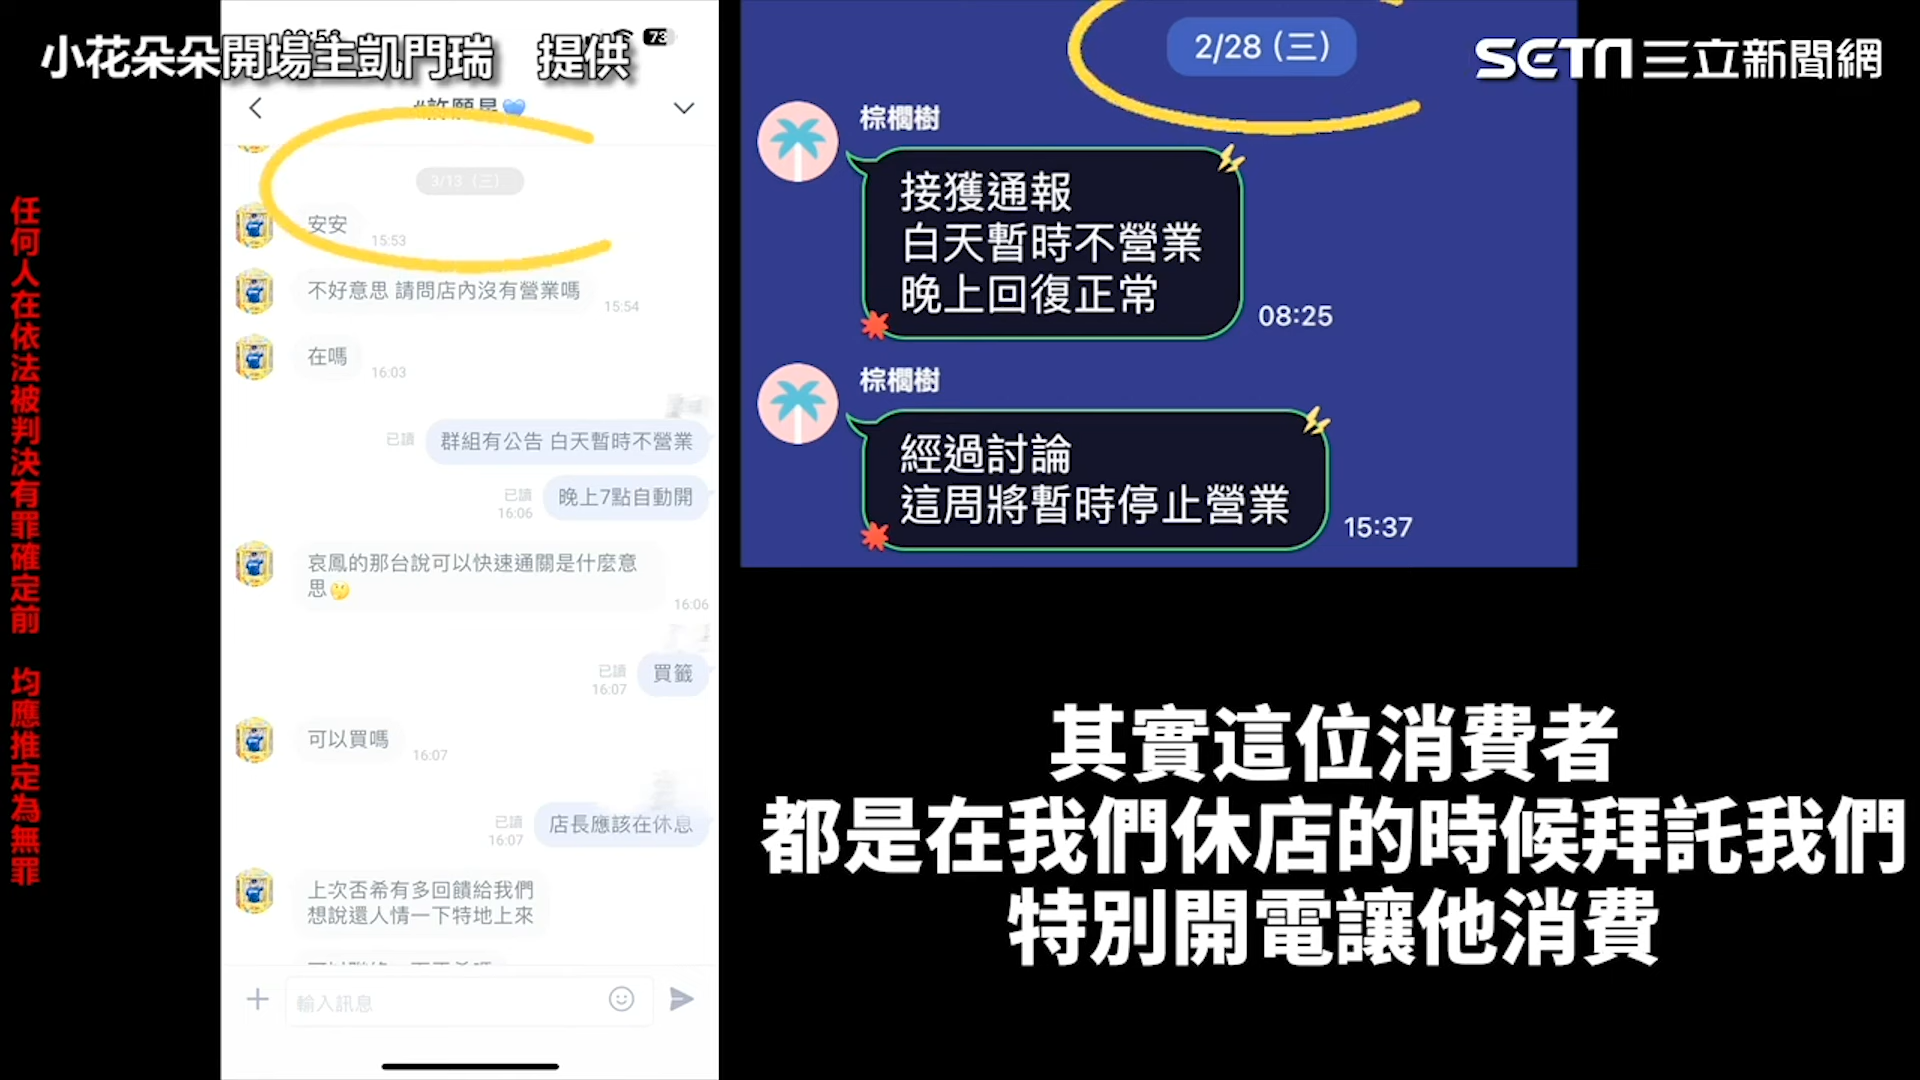 小花朵朵開場主凱門瑞 提供
73
SETN三立新聞網
任何人在依法被判決有罪確定前 均應推定為無罪
3/13（三）
安安
15:53
不好意思 請問店內沒有營業嗎
15:54
在嗎
16:03
已讀
群組有公告 白天暫時不營業
已讀
16:06
晚上7點自動開
哀鳳的那台說可以快速通關是什麼意
思🤔
16:06
已讀
16:07
買籤
可以買嗎
16:07
已讀
16:07
店長應該在休息
上次否希有多回饋給我們
想說還人情一下特地上來
輸入訊息
2/28（三）
棕櫚樹
接獲通報
白天暫時不營業
晚上回復正常
08:25
棕櫚樹
經過討論
這周將暫時停止營業
15:37
其實這位消費者
都是在我們休店的時候拜託我們
特別開電讓他消費